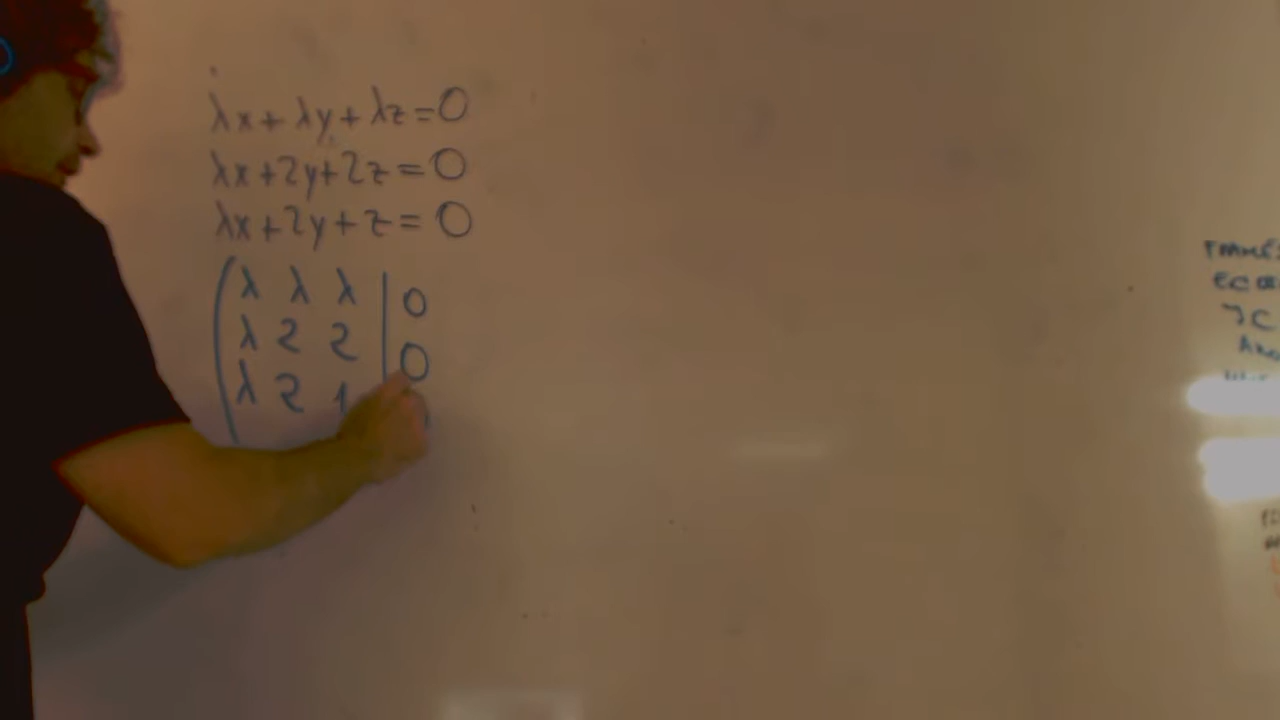 λx + λy + λz = 0
λx + 2y + 2z = 0
λx + 2y + z = 0
λ λ λ | 0
λ 2 2 | 0
λ 2 1